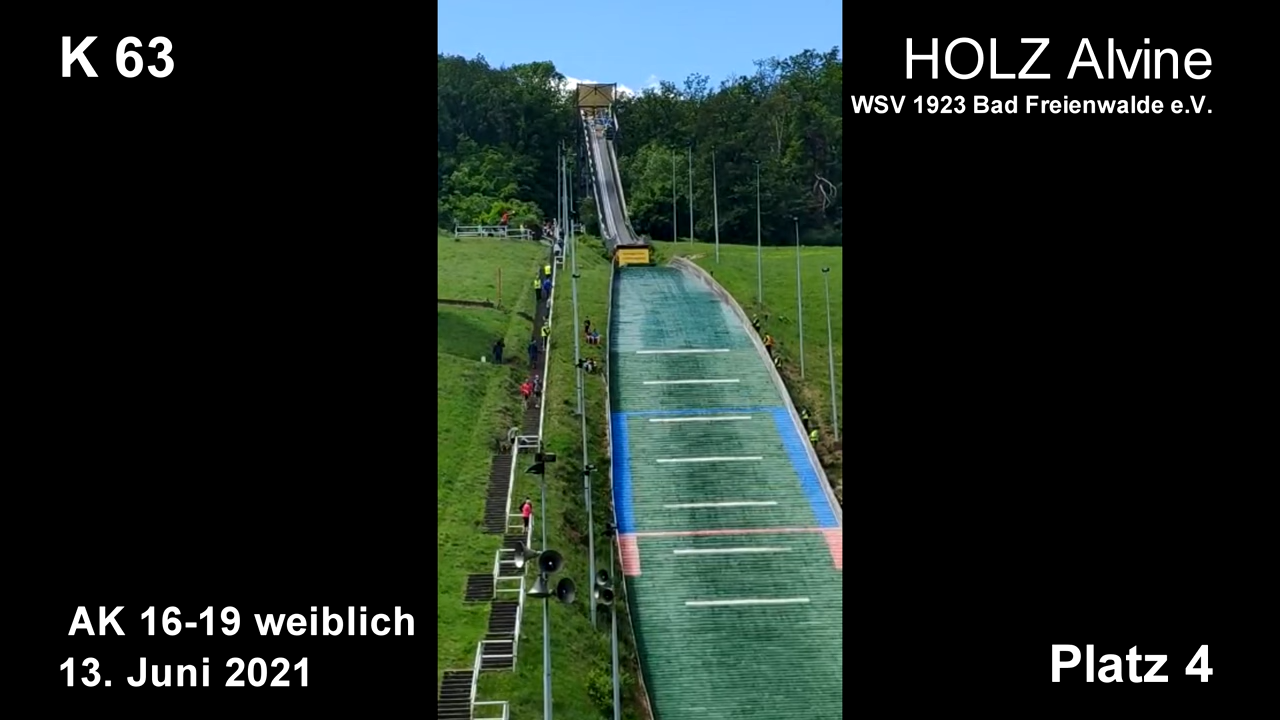 K 63
HOLZ Alvine
WSV 1923 Bad Freienwalde e.V.
AK 16-19 weiblich
13. Juni 2021
Platz 4